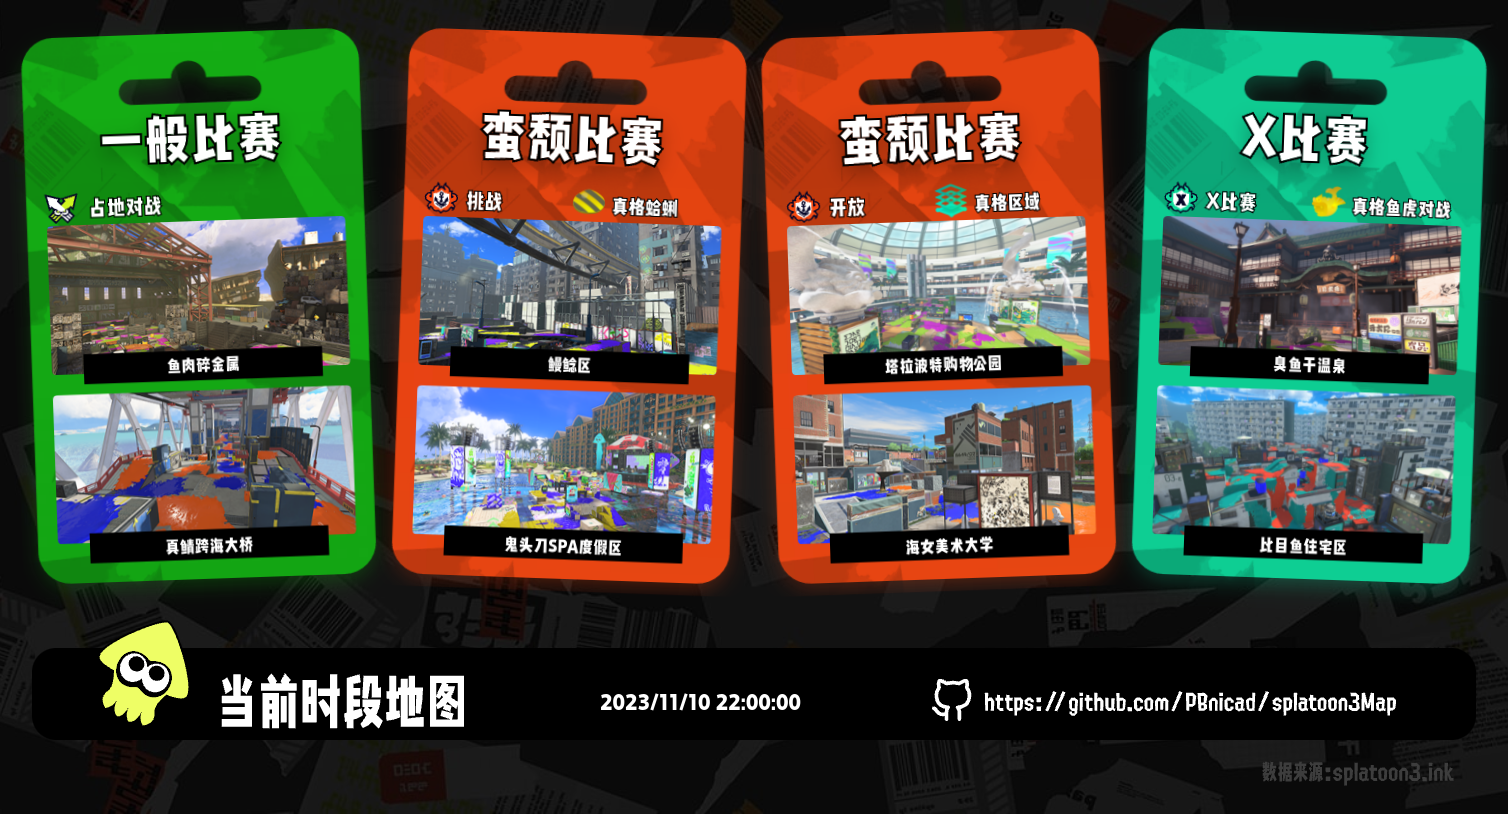 一般比赛
占地对战
鱼肉碎金属
真鲭跨海大桥
蛮颓比赛
挑战
真格蛤蜊
鳗鲶区
鬼头刀SPA度假区
蛮颓比赛
开放
真格区域
塔拉波特购物公园
海女美术大学
X比赛
X比赛
真格鱼虎对战
臭鱼干温泉
比目鱼住宅区
当前时段地图
2023/11/10 22:00:00
https://github.com/PBnicad/splatoon3Map
数据来源:splatoon3.ink